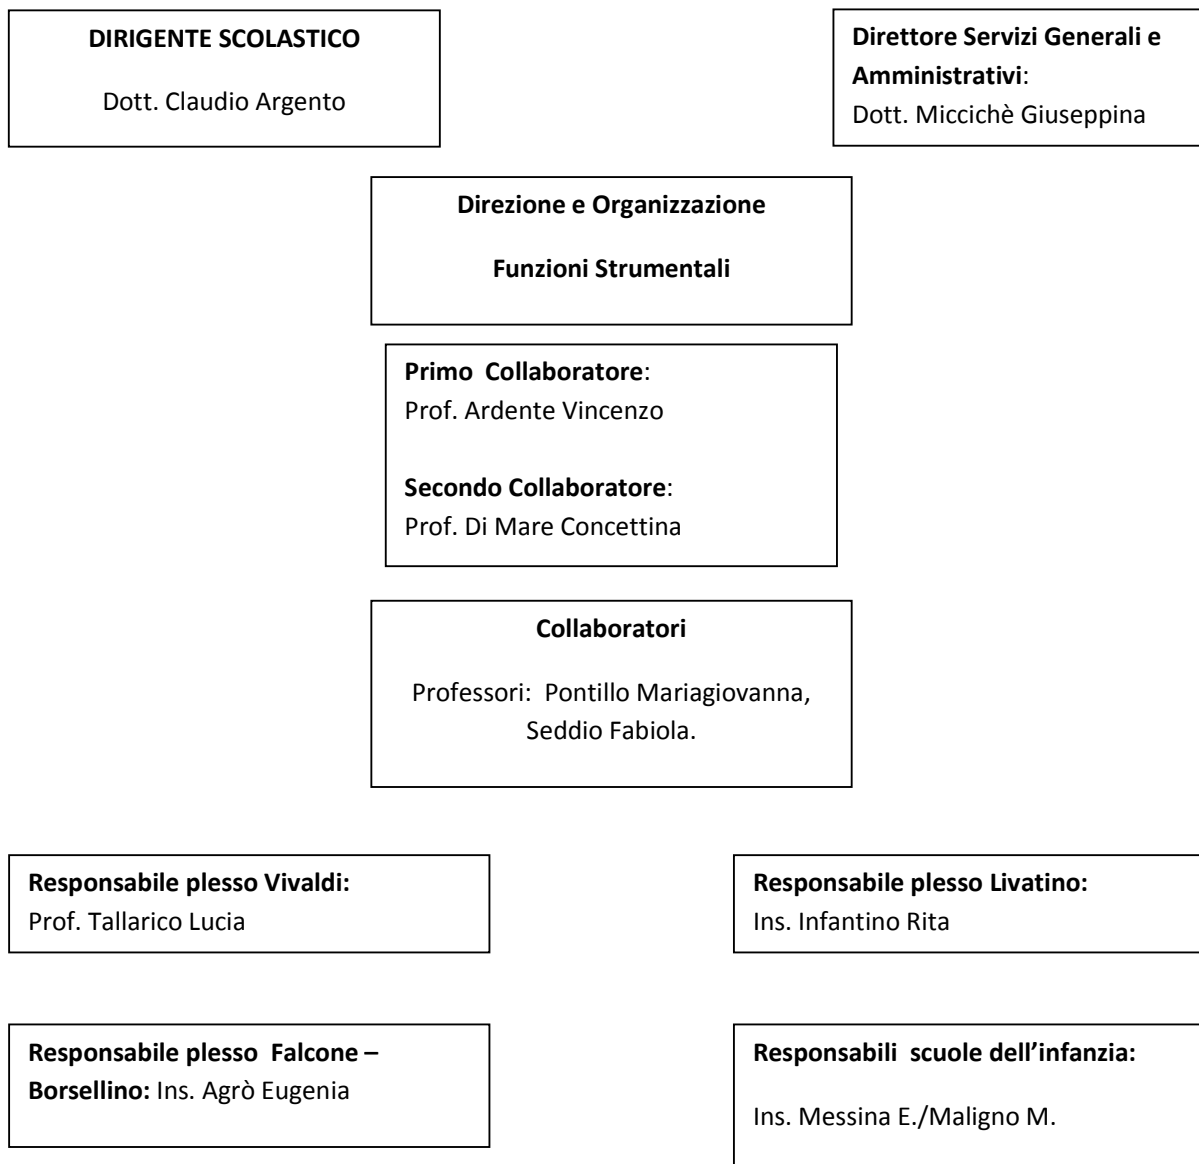 DIRIGENTE SCOLASTICO
Dott. Claudio Argento
Direttore Servizi Generali e
Amministrativi:
Dott. Miccichè Giuseppina
Direzione e Organizzazione
Funzioni Strumentali
Primo Collaboratore:
Prof. Ardente Vincenzo
Secondo Collaboratore:
Prof. Di Mare Concettina
Collaboratori
Professori: Pontillo Mariagiovanna,
Seddio Fabiola.
Responsabile plesso Vivaldi:
Prof. Tallarico Lucia
Responsabile plesso Livatino:
Ins. Infantino Rita
Responsabile plesso Falcone –
Borsellino: Ins. Agrò Eugenia
Responsabili scuole dell’infanzia:
Ins. Messina E./Maligno M.